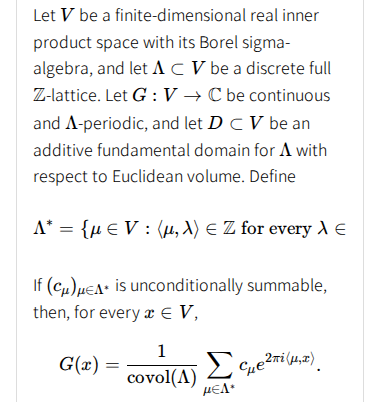 Let V be a finite-dimensional real inner
product space with its Borel sigma-
algebra, and let Λ ⊂ V be a discrete full
ℤ-lattice. Let G : V → ℂ be continuous
and Λ-periodic, and let D ⊂ V be an
additive fundamental domain for Λ with
respect to Euclidean volume. Define
Λ* = {μ ∈ V : ⟨μ, λ⟩ ∈ ℤ for every λ ∈
If (c_μ)_{μ∈Λ*} is unconditionally summable,
then, for every x ∈ V,
G(x) = \frac{1}{covol(Λ)} ∑_{μ∈Λ*} c_μ e^{2πi⟨μ,x⟩}.